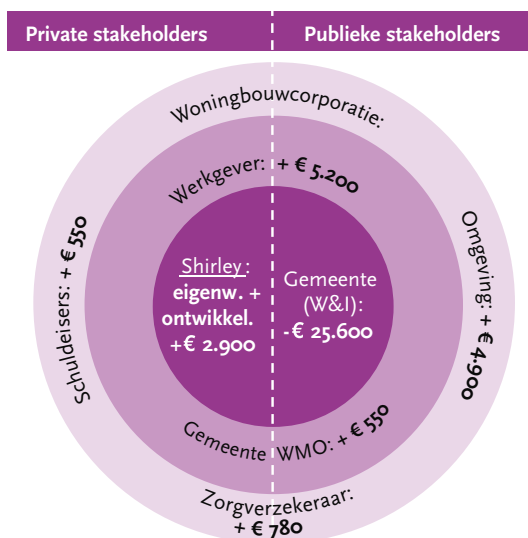 Private stakeholders
Publieke stakeholders
Woningbouwcorporatie:
Werkgever: + € 5.200
Schuldeisers: + € 550
Omgeving: + € 4.900
Shirley:
eigenw. +
ontwikkel.
+ € 2.900
Gemeente
(W&I):
- € 25.600
Gemeente WMO: + € 550
Zorgverzekeraar:
+ € 780